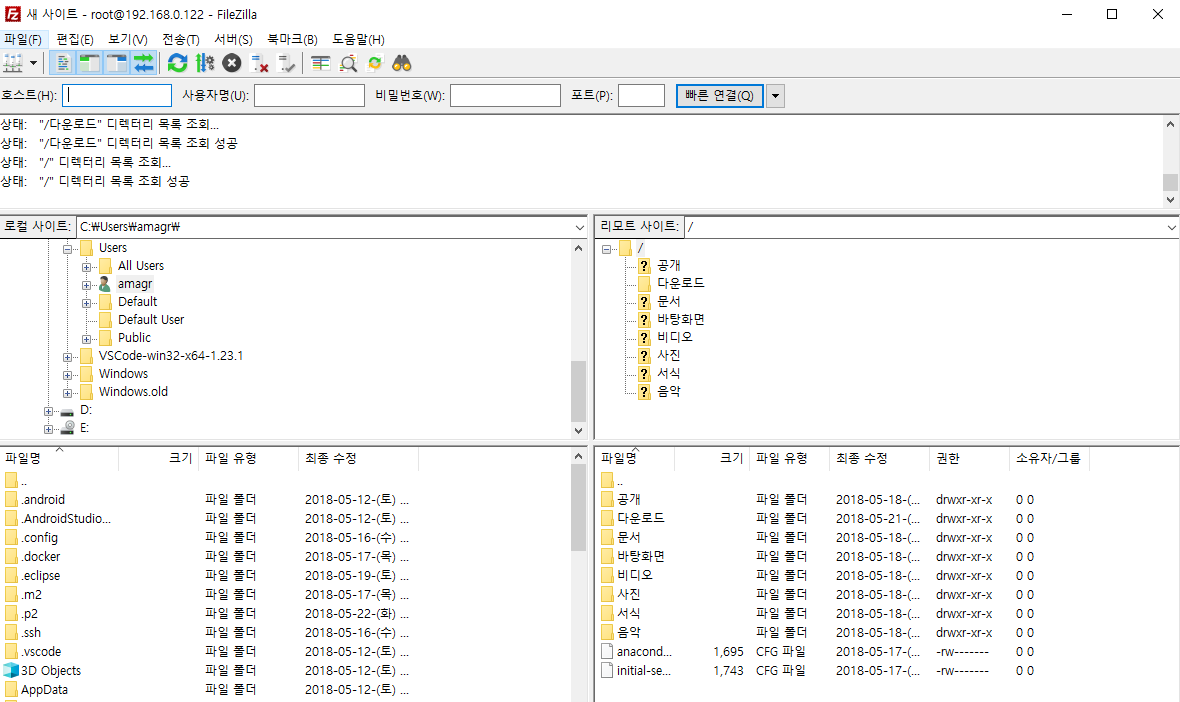 새 사이트 - root@192.168.0.122 - FileZilla
파일(F) 편집(E) 보기(V) 전송(T) 서버(S) 북마크(B) 도움말(H)
호스트(H): 사용자명(U): 비밀번호(W): 포트(P): 빠른 연결(Q)
상태: "/다운로드" 디렉터리 목록 조회...
상태: "/다운로드" 디렉터리 목록 조회 성공
상태: "/" 디렉터리 목록 조회...
상태: "/" 디렉터리 목록 조회 성공
로컬 사이트: C:₩Users₩amagr₩
Users
All Users
amagr
Default
Default User
Public
VSCode-win32-x64-1.23.1
Windows
Windows.old
D:
E:
리모트 사이트: /
/
공개
다운로드
문서
바탕화면
비디오
사진
서식
음악
파일명 크기 파일 유형 최종 수정
..
.android 파일 폴더 2018-05-12-(토) ...
.AndroidStudio... 파일 폴더 2018-05-12-(토) ...
.config 파일 폴더 2018-05-16-(수) ...
.docker 파일 폴더 2018-05-17-(목) ...
.eclipse 파일 폴더 2018-05-19-(토) ...
.m2 파일 폴더 2018-05-17-(목) ...
.p2 파일 폴더 2018-05-22-(화) ...
.ssh 파일 폴더 2018-05-16-(수) ...
.vscode 파일 폴더 2018-05-12-(토) ...
3D Objects 파일 폴더 2018-05-12-(토) ...
AppData 파일 폴더 2018-05-12-(토) ...
파일명 크기 파일 유형 최종 수정 권한 소유자/그룹
..
공개 파일 폴더 2018-05-18-(... drwxr-xr-x 0 0
다운로드 파일 폴더 2018-05-21-(... drwxr-xr-x 0 0
문서 파일 폴더 2018-05-18-(... drwxr-xr-x 0 0
바탕화면 파일 폴더 2018-05-18-(... drwxr-xr-x 0 0
비디오 파일 폴더 2018-05-18-(... drwxr-xr-x 0 0
사진 파일 폴더 2018-05-18-(... drwxr-xr-x 0 0
서식 파일 폴더 2018-05-18-(... drwxr-xr-x 0 0
음악 파일 폴더 2018-05-18-(... drwxr-xr-x 0 0
anacond... 1,695 CFG 파일 2018-05-17-(... -rw------- 0 0
initial-se... 1,743 CFG 파일 2018-05-17-(... -rw------- 0 0